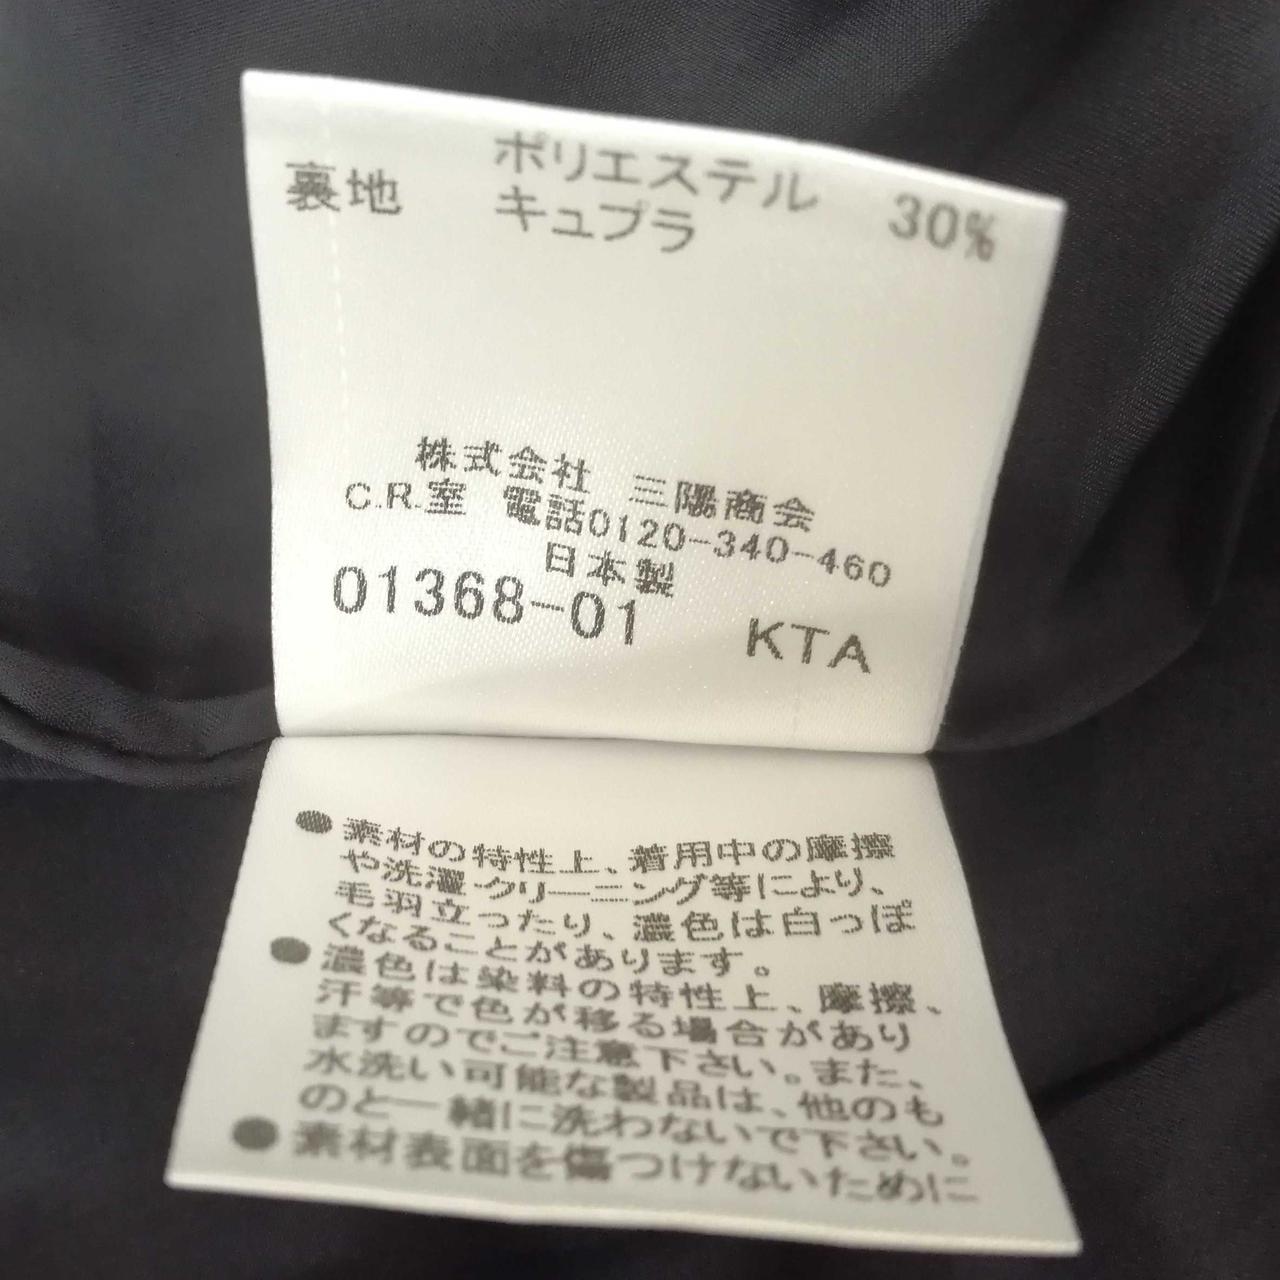 ポリエステル 30%
裏地 キュプラ
株式会社 三陽商会
C.R.室 電話0120-340-460
日本製
01368-01 KTA
●素材の特性上、着用中の摩擦
や洗濯・クリーニング等により、
毛羽立ったり、濃色は白っぽ
くなることがあります。
●濃色は染料の特性上、摩擦、
汗等で色が移る場合があり
ますのでご注意下さい。また、
水洗い可能な製品は、他のも
のと一緒に洗わないで下さい。
●素材表面を傷つけないために